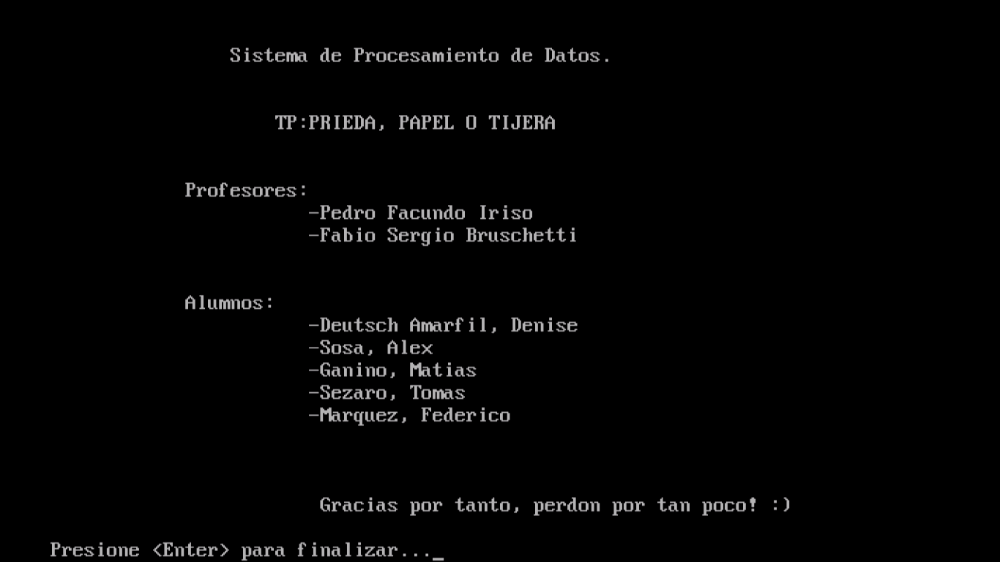 Sistema de Procesamiento de Datos.
TP:PRIEDA, PAPEL O TIJERA
Profesores:
-Pedro Facundo Iriso
-Fabio Sergio Bruschetti
Alumnos:
-Deutsch Amarfil, Denise
-Sosa, Alex
-Ganino, Matias
-Sezaro, Tomas
-Marquez, Federico
Gracias por tanto, perdon por tan poco! :)
Presione <Enter> para finalizar..._